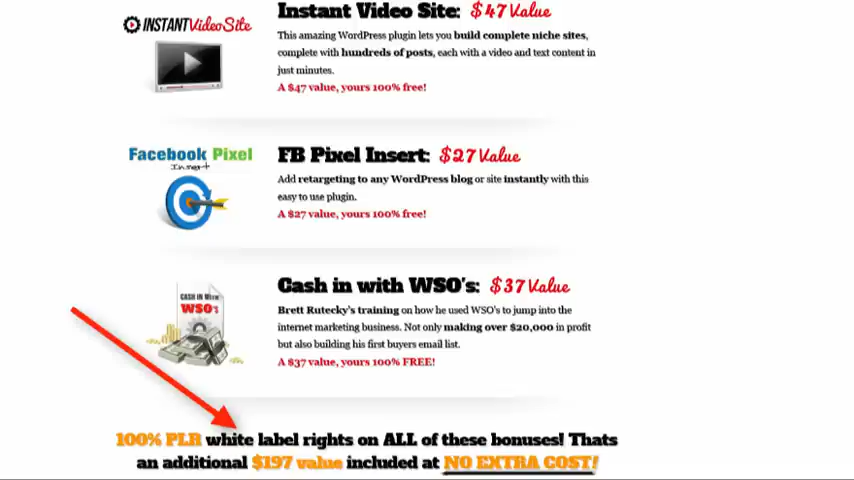 INSTANTVideoSite
Instant Video Site: $47 Value
This amazing WordPress plugin lets you build complete niche sites,
complete with hundreds of posts, each with a video and text content in
just minutes.
A $47 value, yours 100% free!
Facebook Pixel
Insert
FB Pixel Insert: $27 Value
Add retargeting to any WordPress blog or site instantly with this
easy to use plugin.
A $27 value, yours 100% free!
CASH IN WITH
WSO's
Cash in with WSO's: $37 Value
Brett Rutecky's training on how he used WSO's to jump into the
internet marketing business. Not only making over $20,000 in profit
but also building his first buyers email list.
A $37 value, yours 100% FREE!
100% PLR white label rights on ALL of these bonuses! Thats
an additional $197 value included at NO EXTRA COST!